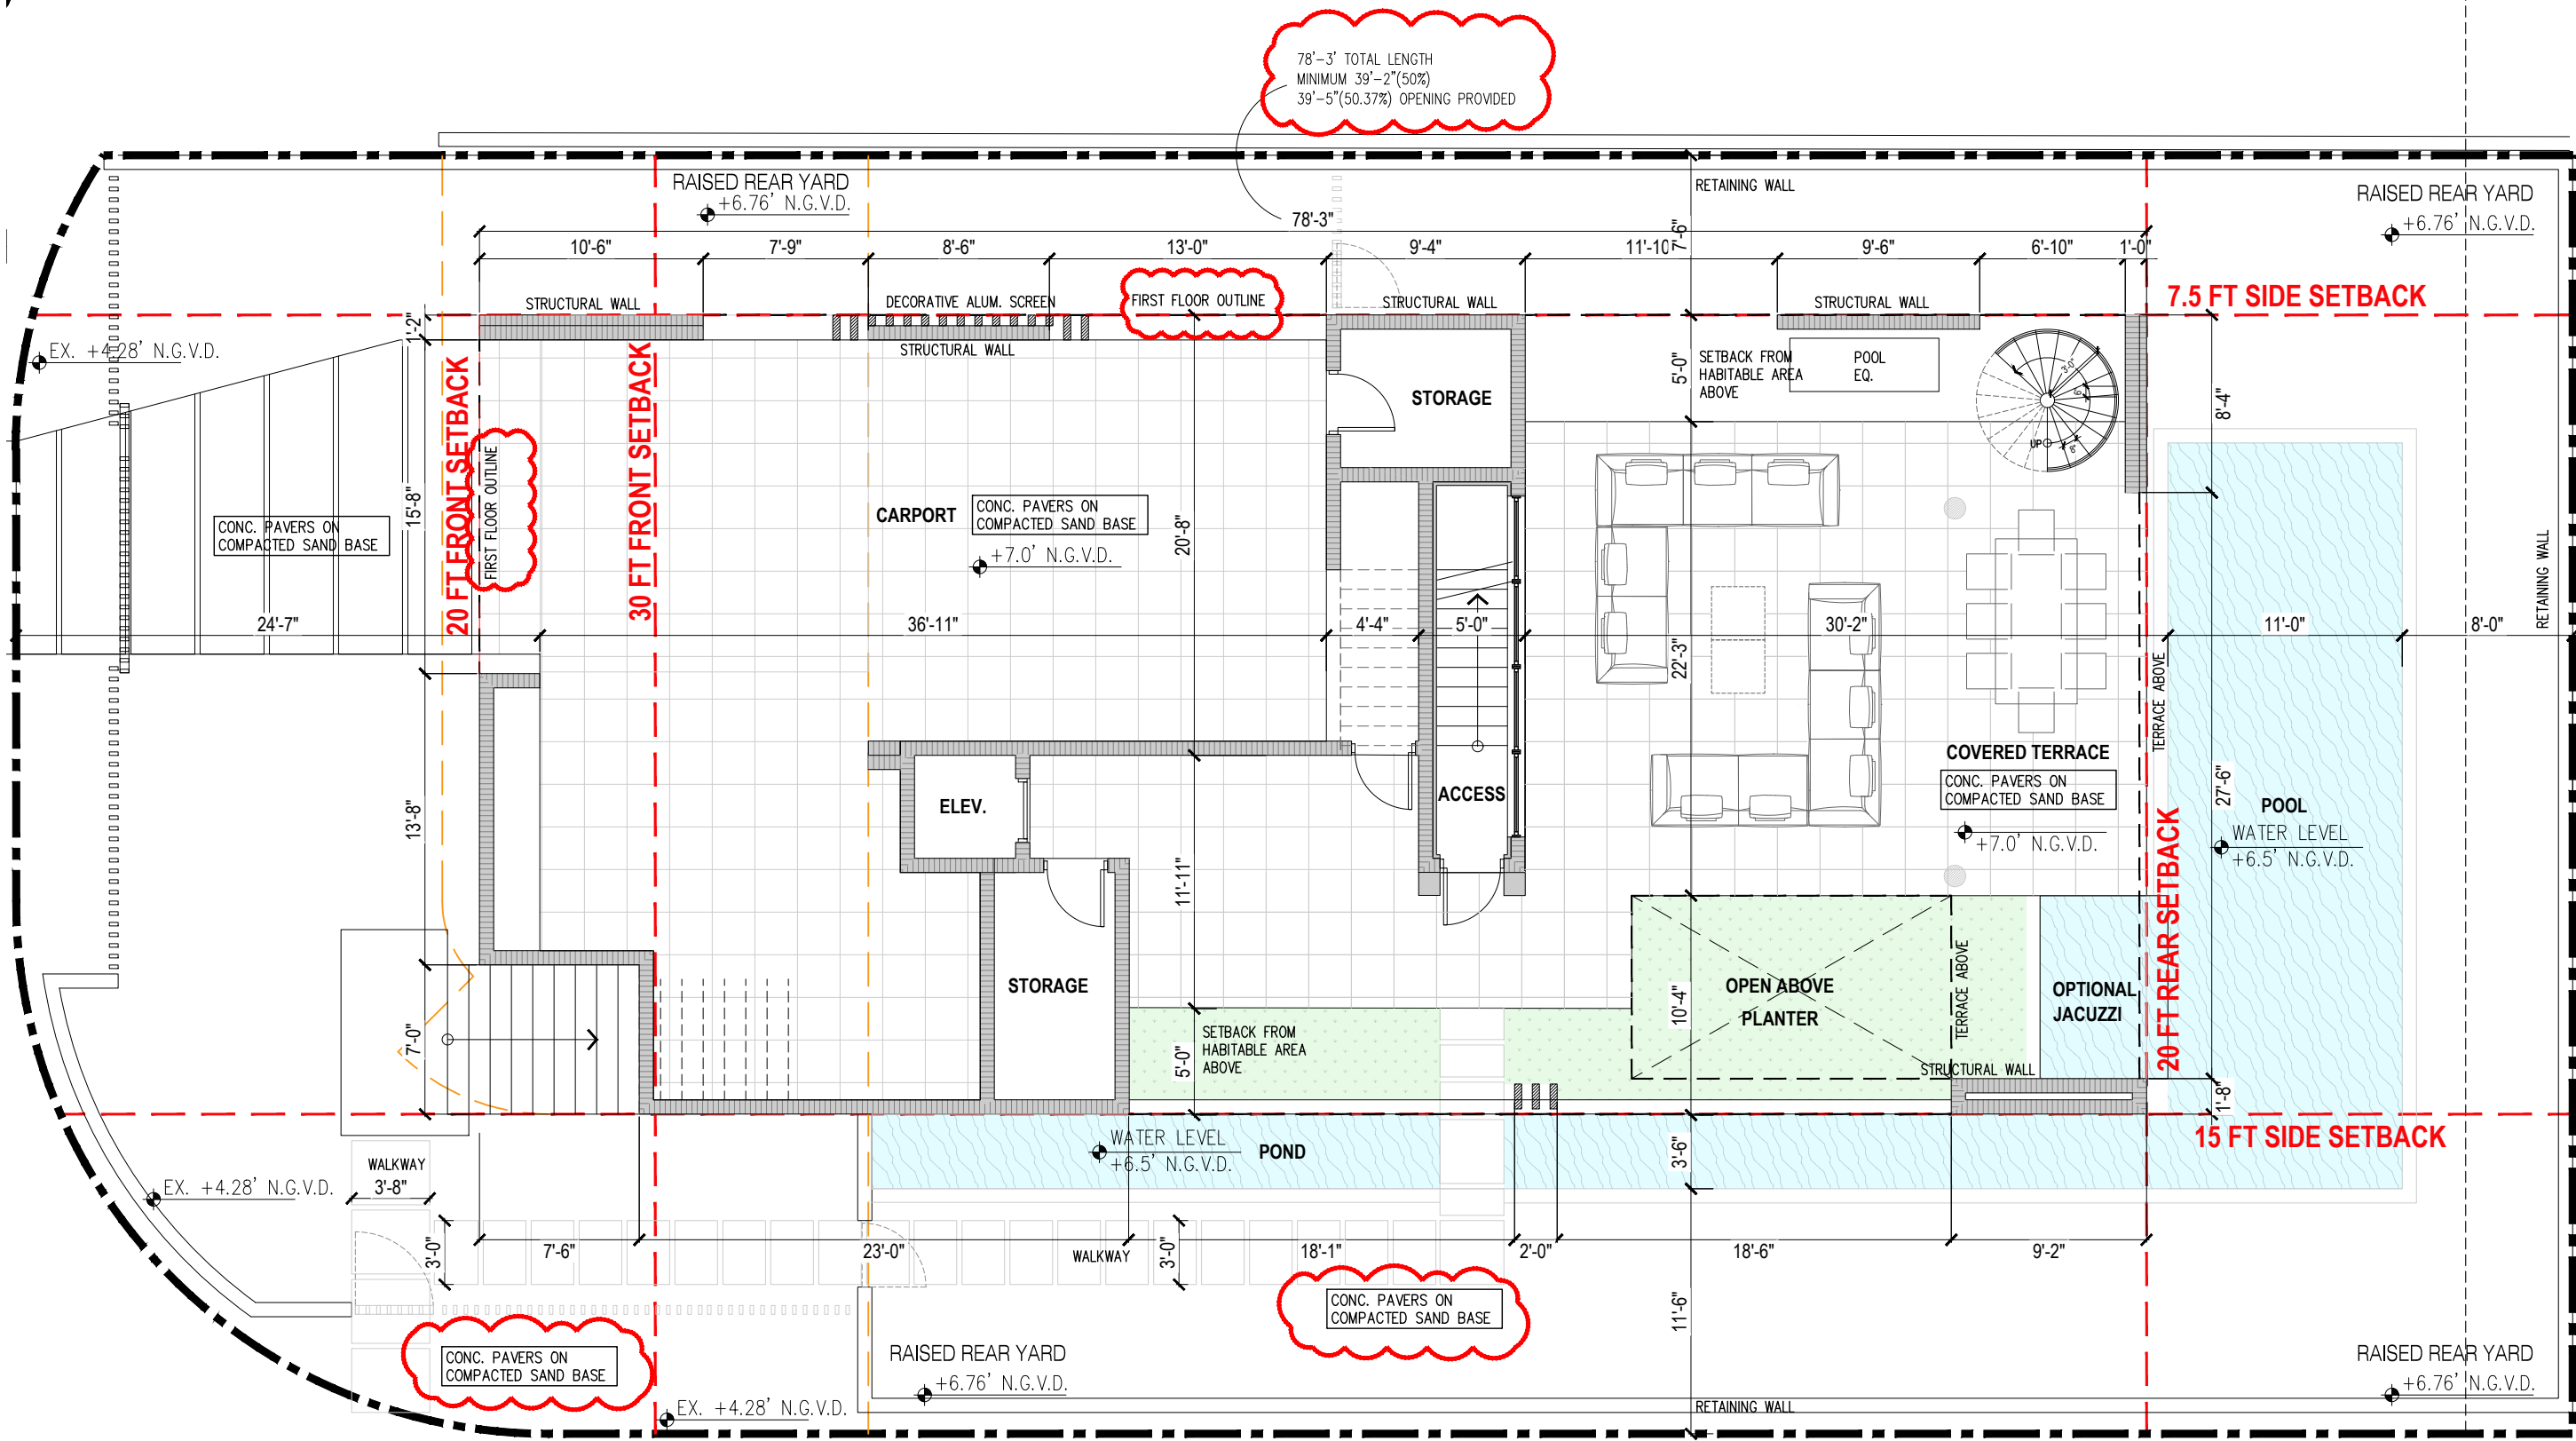 78'-3' TOTAL LENGTH
MINIMUM 39'-2"(50%)
39'-5"(50.37%) OPENING PROVIDED
RAISED REAR YARD
+6.76' N.G.V.D.
RETAINING WALL
RAISED REAR YARD
+6.76' N.G.V.D.
78'-3"
7'-6"
10'-6"
7'-9"
8'-6"
13'-0"
9'-4"
11'-10
9'-6"
6'-10"
1'-0"
STRUCTURAL WALL
DECORATIVE ALUM. SCREEN
FIRST FLOOR OUTLINE
STRUCTURAL WALL
STRUCTURAL WALL
7.5 FT SIDE SETBACK
1'-2"
EX. +4.28' N.G.V.D.
STRUCTURAL WALL
5'-0"
SETBACK FROM
HABITABLE AREA
ABOVE
POOL
EQ.
3'-0"
UP
8'-4"
STORAGE
20 FT FRONT SETBACK
FIRST FLOOR OUTLINE
30 FT FRONT SETBACK
15'-8"
CONC. PAVERS ON
COMPACTED SAND BASE
CARPORT
CONC. PAVERS ON
COMPACTED SAND BASE
+7.0' N.G.V.D.
20'-8"
RETAINING WALL
24'-7"
36'-11"
4'-4"
5'-0"
30'-2"
11'-0"
8'-0"
22'-3"
TERRACE ABOVE
COVERED TERRACE
CONC. PAVERS ON
COMPACTED SAND BASE
+7.0' N.G.V.D.
27'-6"
POOL
WATER LEVEL
+6.5' N.G.V.D.
13'-8"
ELEV.
ACCESS
11'-11"
20 FT REAR SETBACK
STORAGE
7'-0"
SETBACK FROM
HABITABLE AREA
ABOVE
5'-0"
10'-4"
OPEN ABOVE
PLANTER
TERRACE ABOVE
OPTIONAL
JACUZZI
STRUCTURAL WALL
1'-8"
15 FT SIDE SETBACK
WATER LEVEL
+6.5' N.G.V.D.
POND
3'-6"
WALKWAY
3'-8"
EX. +4.28' N.G.V.D.
3'-0"
7'-6"
23'-0"
WALKWAY
3'-0"
18'-1"
2'-0"
18'-6"
9'-2"
CONC. PAVERS ON
COMPACTED SAND BASE
11'-6"
CONC. PAVERS ON
COMPACTED SAND BASE
RAISED REAR YARD
+6.76' N.G.V.D.
RAISED REAR YARD
+6.76' N.G.V.D.
EX. +4.28' N.G.V.D.
RETAINING WALL